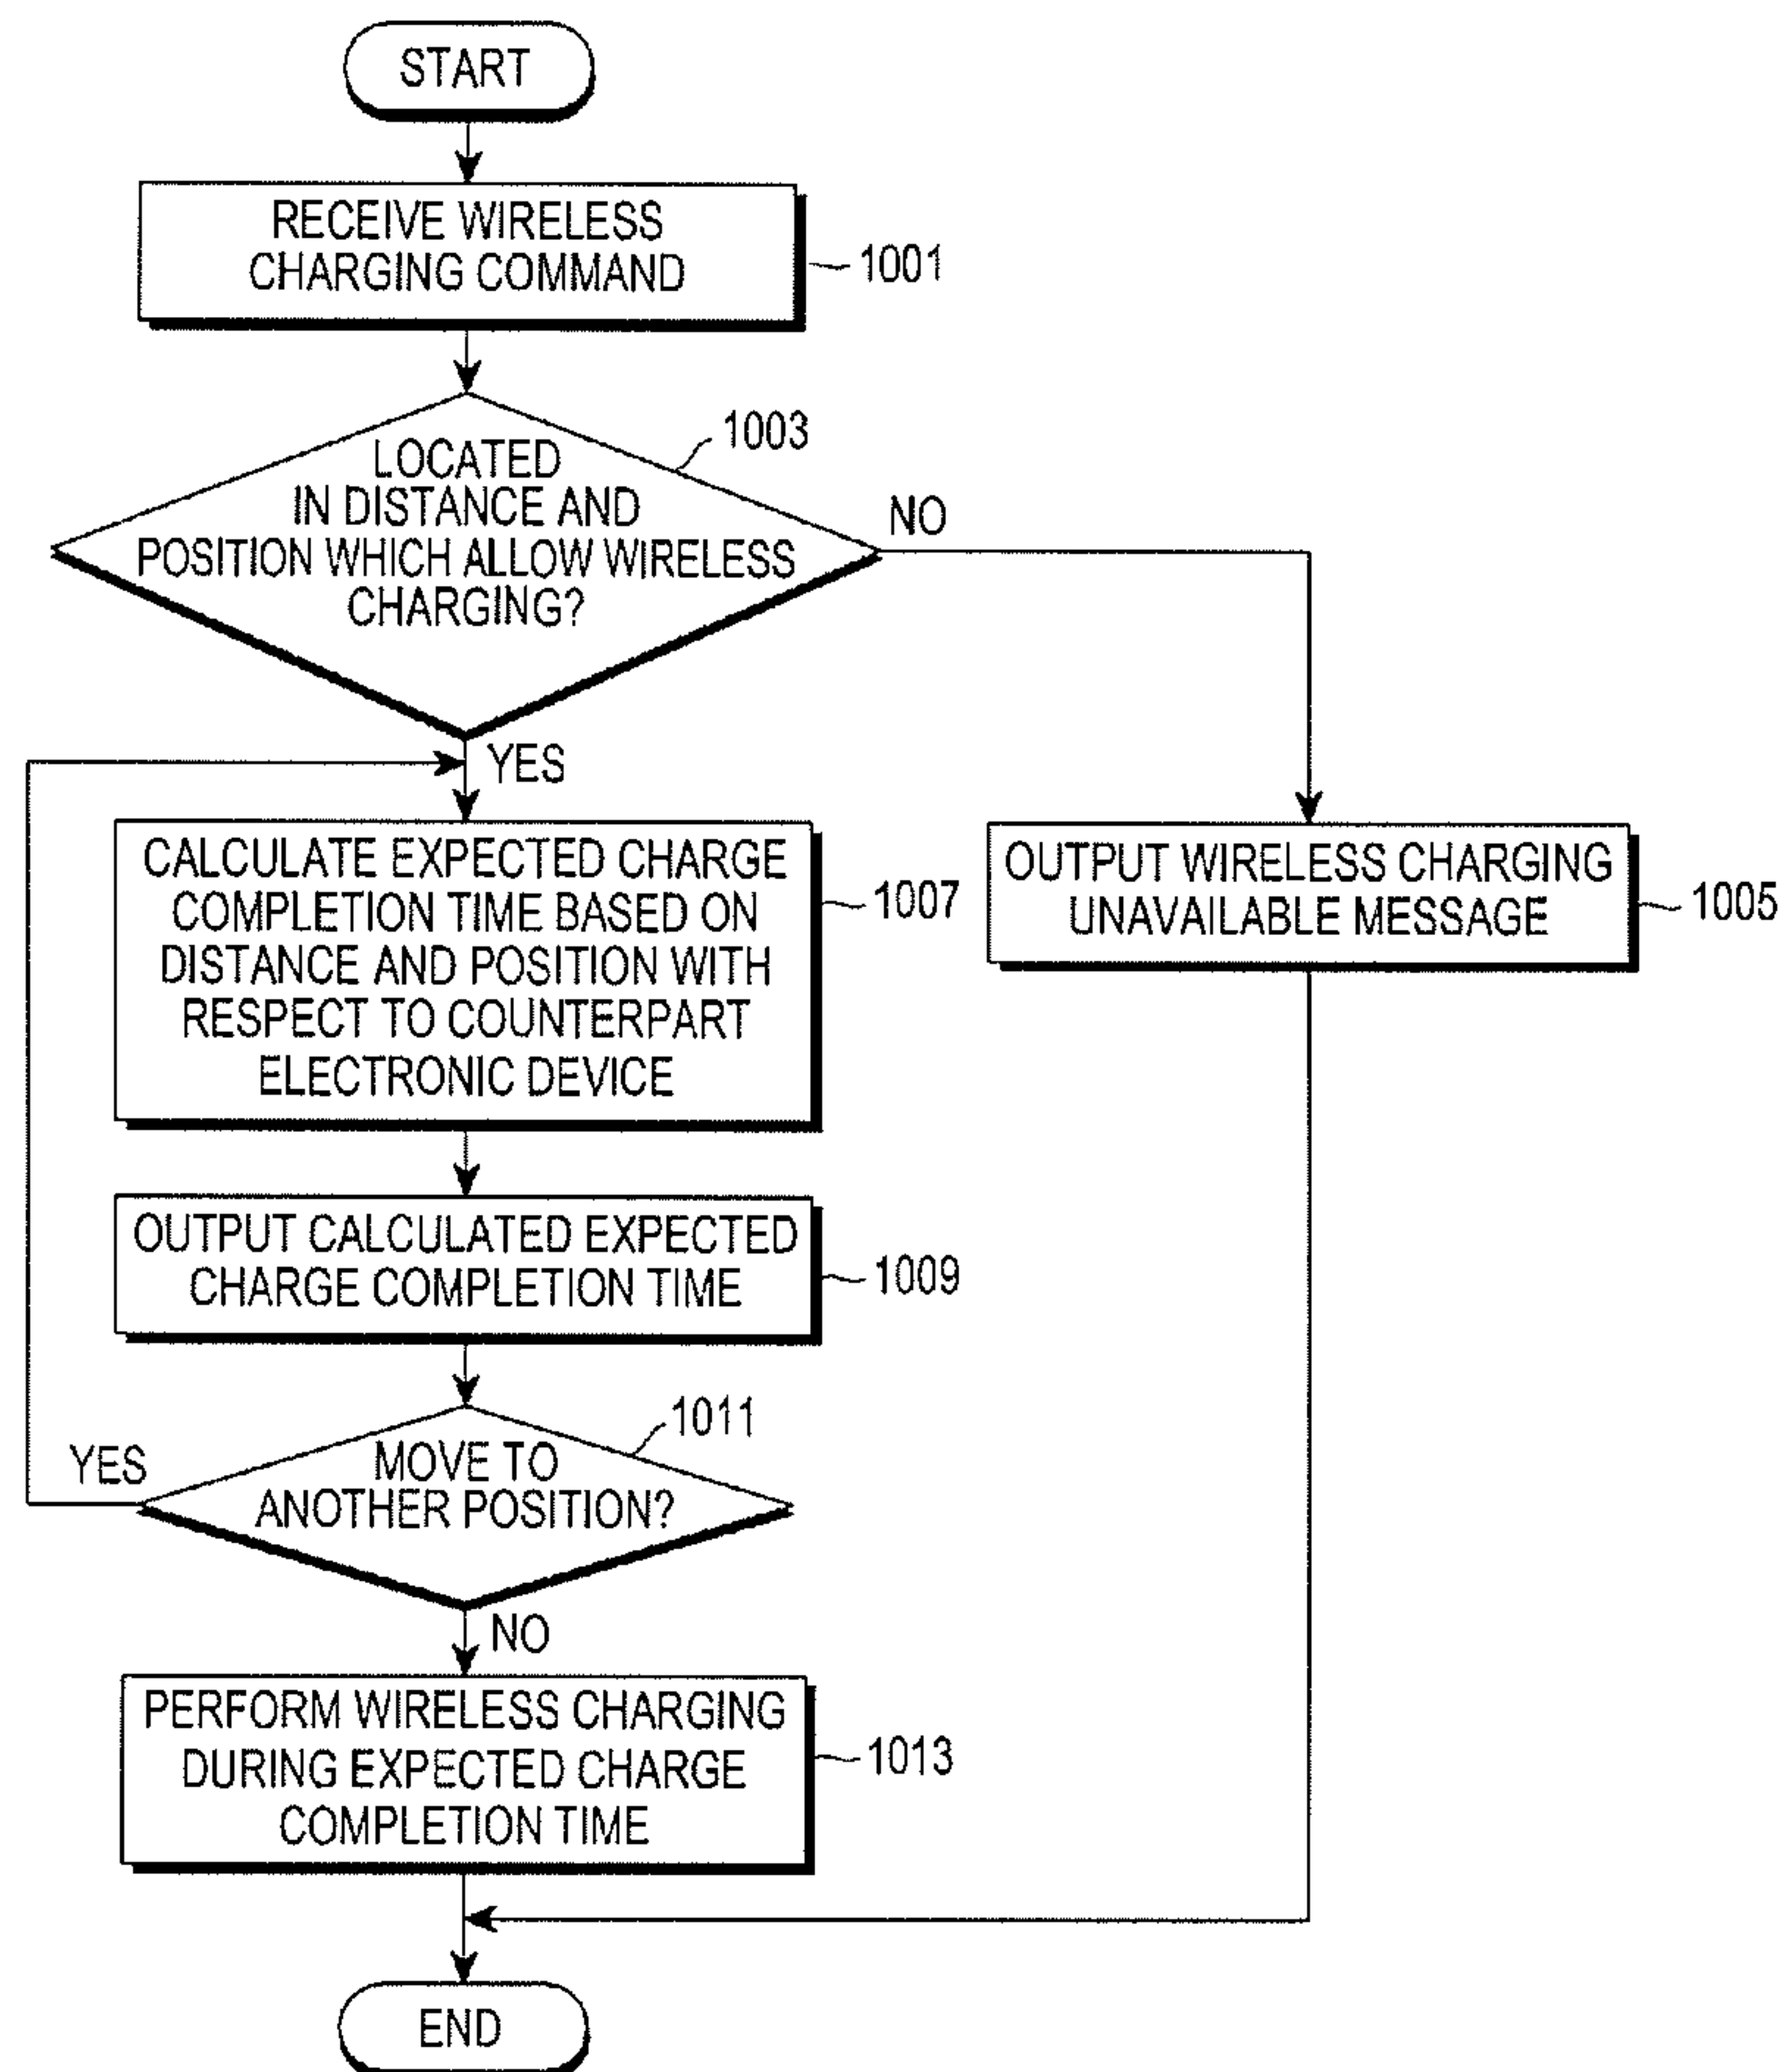 START
RECEIVE WIRELESS
CHARGING COMMAND
1001
1003
LOCATED
IN DISTANCE AND
POSITION WHICH ALLOW WIRELESS
CHARGING?
NO
YES
CALCULATE EXPECTED CHARGE
COMPLETION TIME BASED ON
DISTANCE AND POSITION WITH
RESPECT TO COUNTERPART
ELECTRONIC DEVICE
1007
OUTPUT WIRELESS CHARGING
UNAVAILABLE MESSAGE
1005
OUTPUT CALCULATED EXPECTED
CHARGE COMPLETION TIME
1009
1011
YES
MOVE TO
ANOTHER POSITION?
NO
PERFORM WIRELESS CHARGING
DURING EXPECTED CHARGE
COMPLETION TIME
1013
END